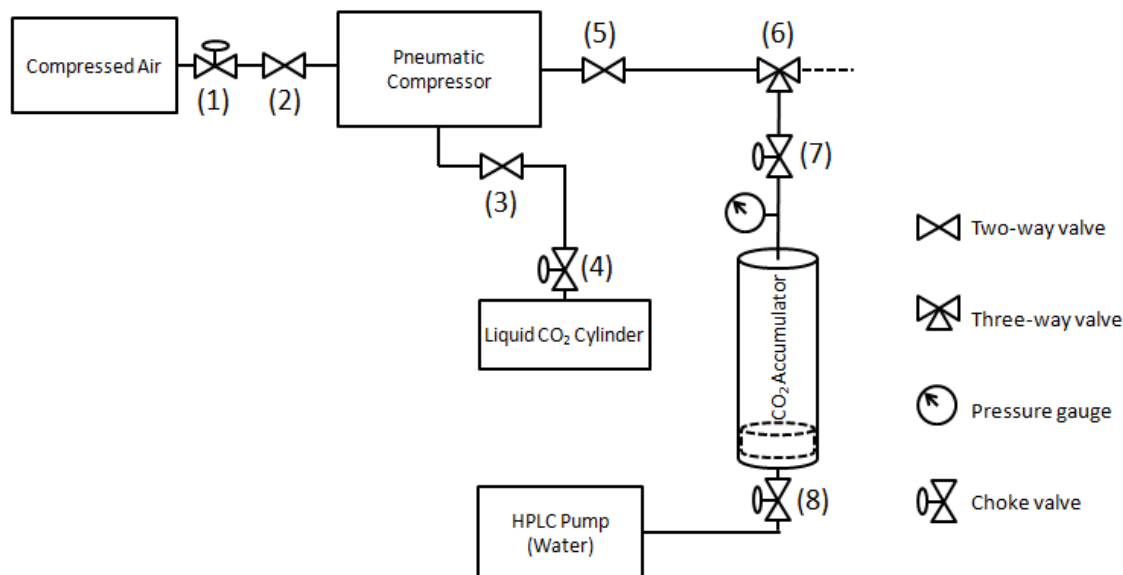 (5)
(6)
Compressed Air
Pneumatic
Compressor
(1)
(2)
(7)
(3)
Two-way valve
(4)
Three-way valve
Liquid CO₂ Cylinder
CO₂ Accumulator
Pressure gauge
(8)
Choke valve
HPLC Pump
(Water)